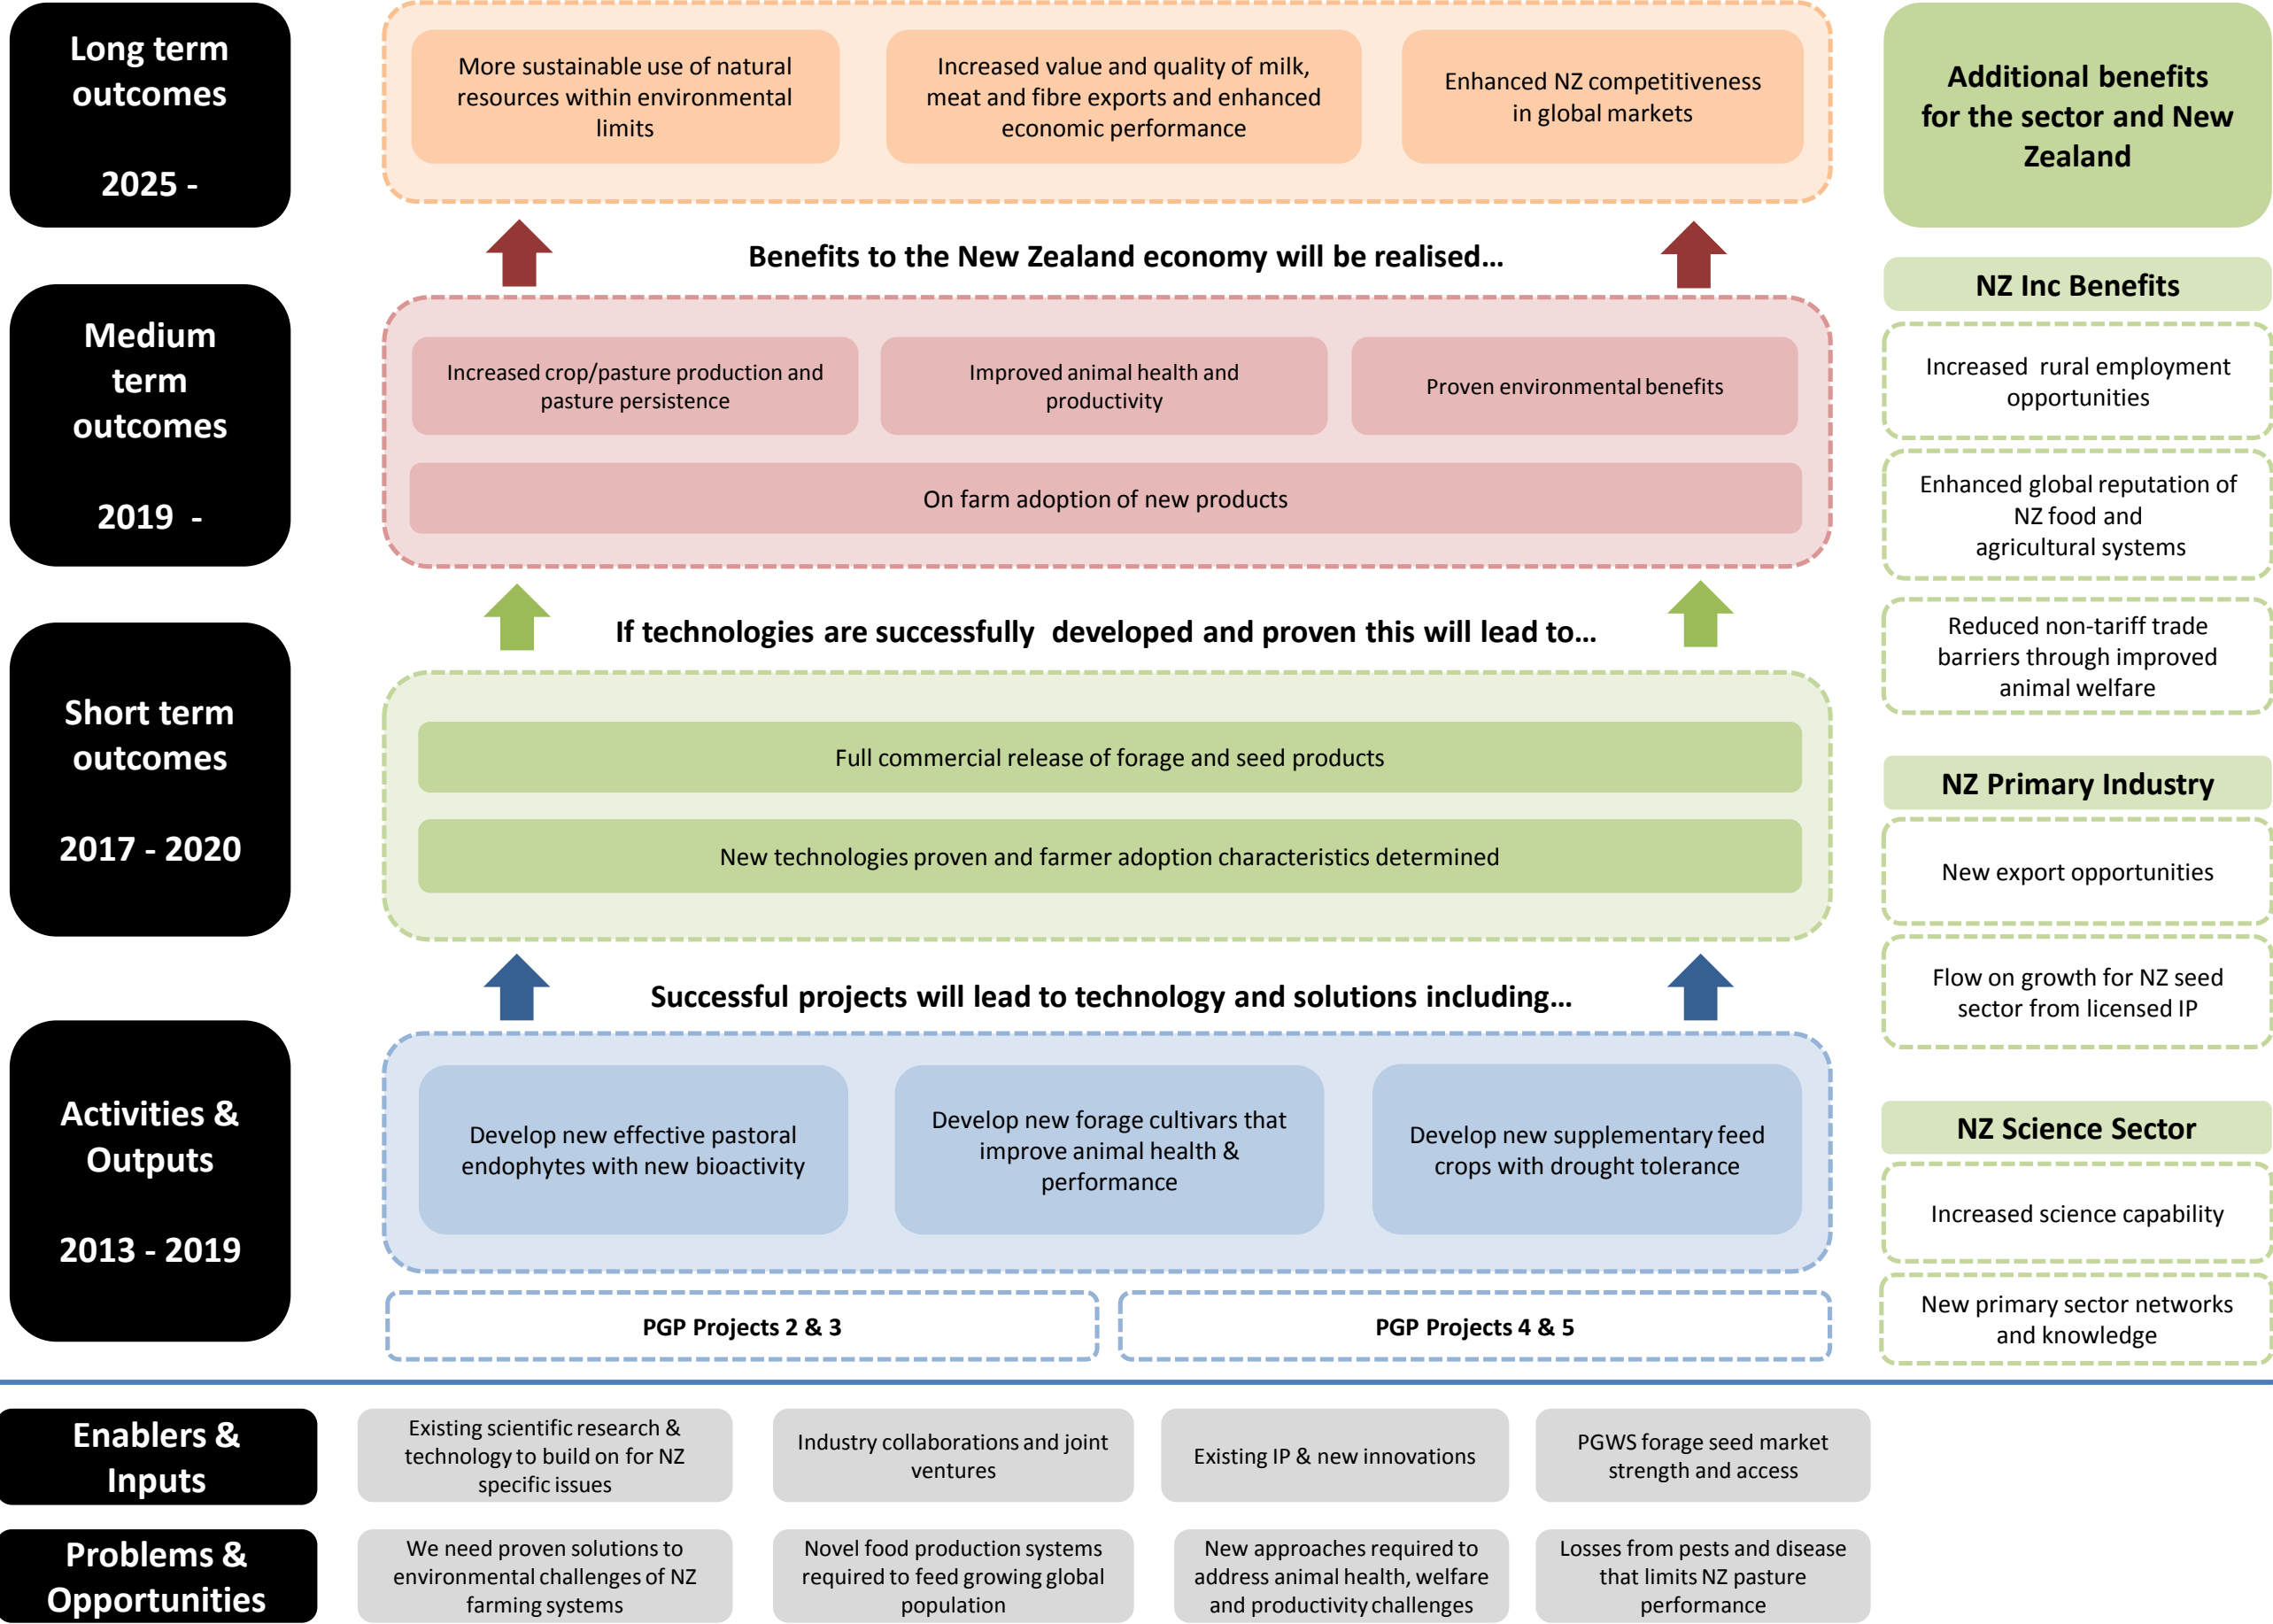 Long term
outcomes
2025 -
More sustainable use of natural
resources within environmental
limits
Increased value and quality of milk,
meat and fibre exports and enhanced
economic performance
Enhanced NZ competitiveness
in global markets
Benefits to the New Zealand economy will be realised...
Medium
term
outcomes
2019 -
Increased crop/pasture production and
pasture persistence
Improved animal health and
productivity
Proven environmental benefits
On farm adoption of new products
If technologies are successfully developed and proven this will lead to...
Short term
outcomes
2017 - 2020
Full commercial release of forage and seed products
New technologies proven and farmer adoption characteristics determined
Successful projects will lead to technology and solutions including...
Activities &
Outputs
2013 - 2019
Develop new effective pastoral
endophytes with new bioactivity
Develop new forage cultivars that
improve animal health &
performance
Develop new supplementary feed
crops with drought tolerance
PGP Projects 2 & 3
PGP Projects 4 & 5
Additional benefits
for the sector and New
Zealand
NZ Inc Benefits
Increased rural employment
opportunities
Enhanced global reputation of
NZ food and
agricultural systems
Reduced non-tariff trade
barriers through improved
animal welfare
NZ Primary Industry
New export opportunities
Flow on growth for NZ seed
sector from licensed IP
NZ Science Sector
Increased science capability
New primary sector networks
and knowledge
Enablers &
Inputs
Existing scientific research &
technology to build on for NZ
specific issues
Industry collaborations and joint
ventures
Existing IP & new innovations
PGWS forage seed market
strength and access
Problems &
Opportunities
We need proven solutions to
environmental challenges of NZ
farming systems
Novel food production systems
required to feed growing global
population
New approaches required to
address animal health, welfare
and productivity challenges
Losses from pests and disease
that limits NZ pasture
performance